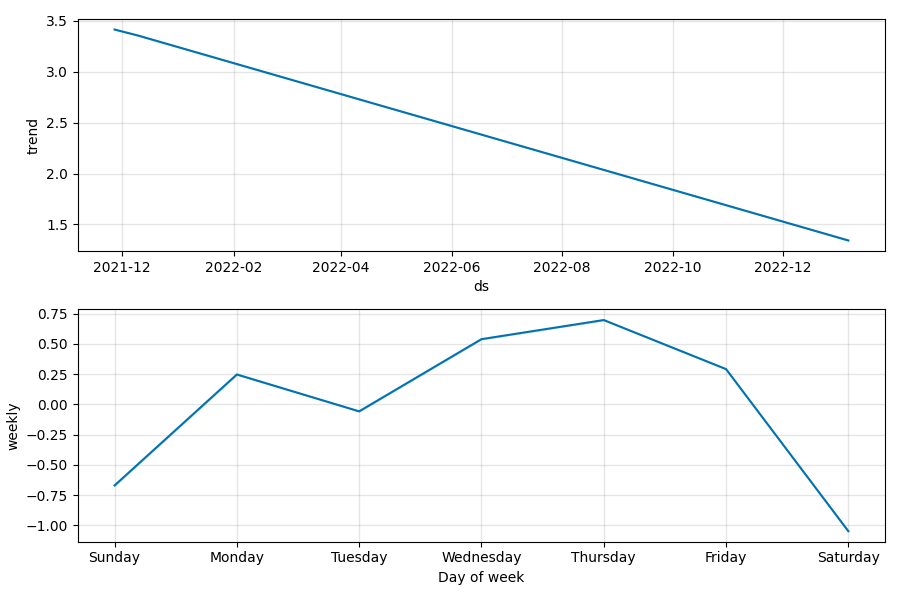 3.5
3.0
2.5
2.0
1.5
trend
2021-12 2022-02 2022-04 2022-06 2022-08 2022-10 2022-12
ds
0.75
0.50
0.25
0.00
−0.25
−0.50
−0.75
−1.00
weekly
Sunday Monday Tuesday Wednesday Thursday Friday Saturday
Day of week